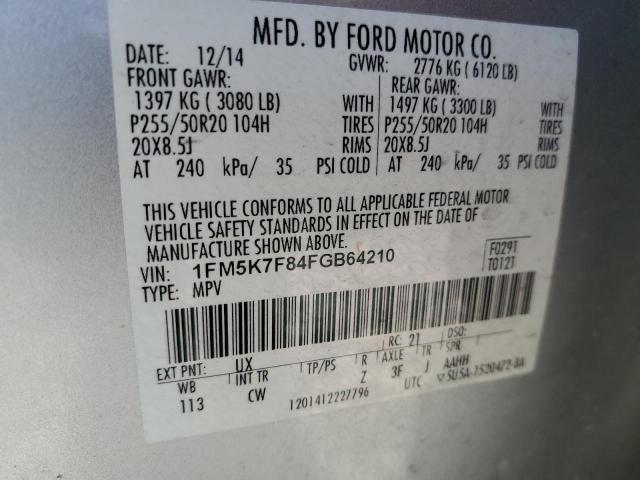 MFD. BY FORD MOTOR CO.
DATE: 12/14 GVWR: 2776 KG ( 6120 LB)
FRONT GAWR: REAR GAWR:
1397 KG ( 3080 LB) WITH 1497 KG ( 3300 LB) WITH
P255/50R20 104H TIRES P255/50R20 104H TIRES
20X8.5J RIMS 20X8.5J RIMS
AT 240 kPa/ 35 PSI COLD AT 240 kPa/ 35 PSI COLD
THIS VEHICLE CONFORMS TO ALL APPLICABLE FEDERAL MOTOR
VEHICLE SAFETY STANDARDS IN EFFECT ON THE DATE OF
MANUFACTURE SHOWN ABOVE.
VIN: 1FM5K7F84FGB64210 F0291
TYPE: MPV T0121
EXT PNT: UX RC: 21 DSO:
WB INT TR TP/PS R AXLE TR SPR
113 CW Z 3F J AAHH
1201412227796 UTC 5U5A-1520472-BA